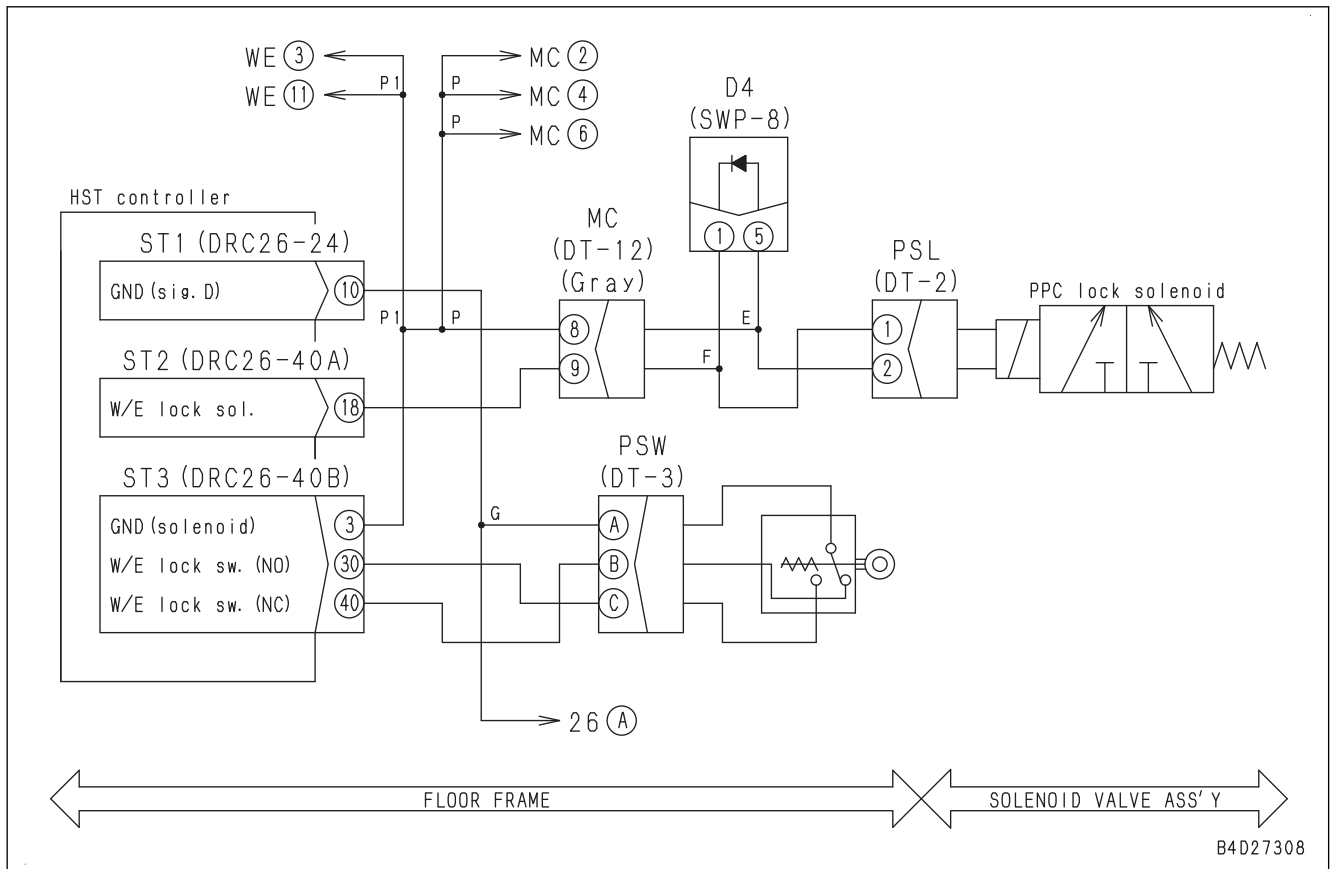 WE 3
MC 2
WE 11
P1
P
MC 4
P
MC 6
D4
(SWP-8)
1 5
HST controller
ST1 (DRC26-24)
GND (sig. D)
10
MC
(DT-12)
(Gray)
P1
P
8
9
E
F
PSL
(DT-2)
1
2
PPC lock solenoid
ST2 (DRC26-40A)
W/E lock sol.
18
ST3 (DRC26-40B)
GND (solenoid)
3
W/E lock sw. (NO)
30
W/E lock sw. (NC)
40
G
PSW
(DT-3)
A
B
C
26 A
FLOOR FRAME
SOLENOID VALVE ASS'Y
B4D27308